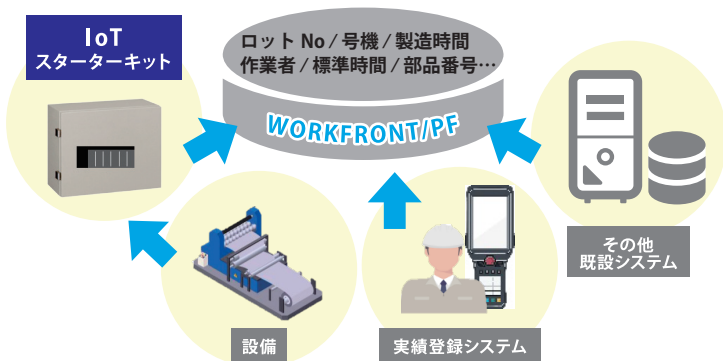 IoT
スターターキット
ロット No / 号機 / 製造時間
作業者 / 標準時間 / 部品番号…
WORKFRONT/PF
その他
既設システム
設備
実績登録システム